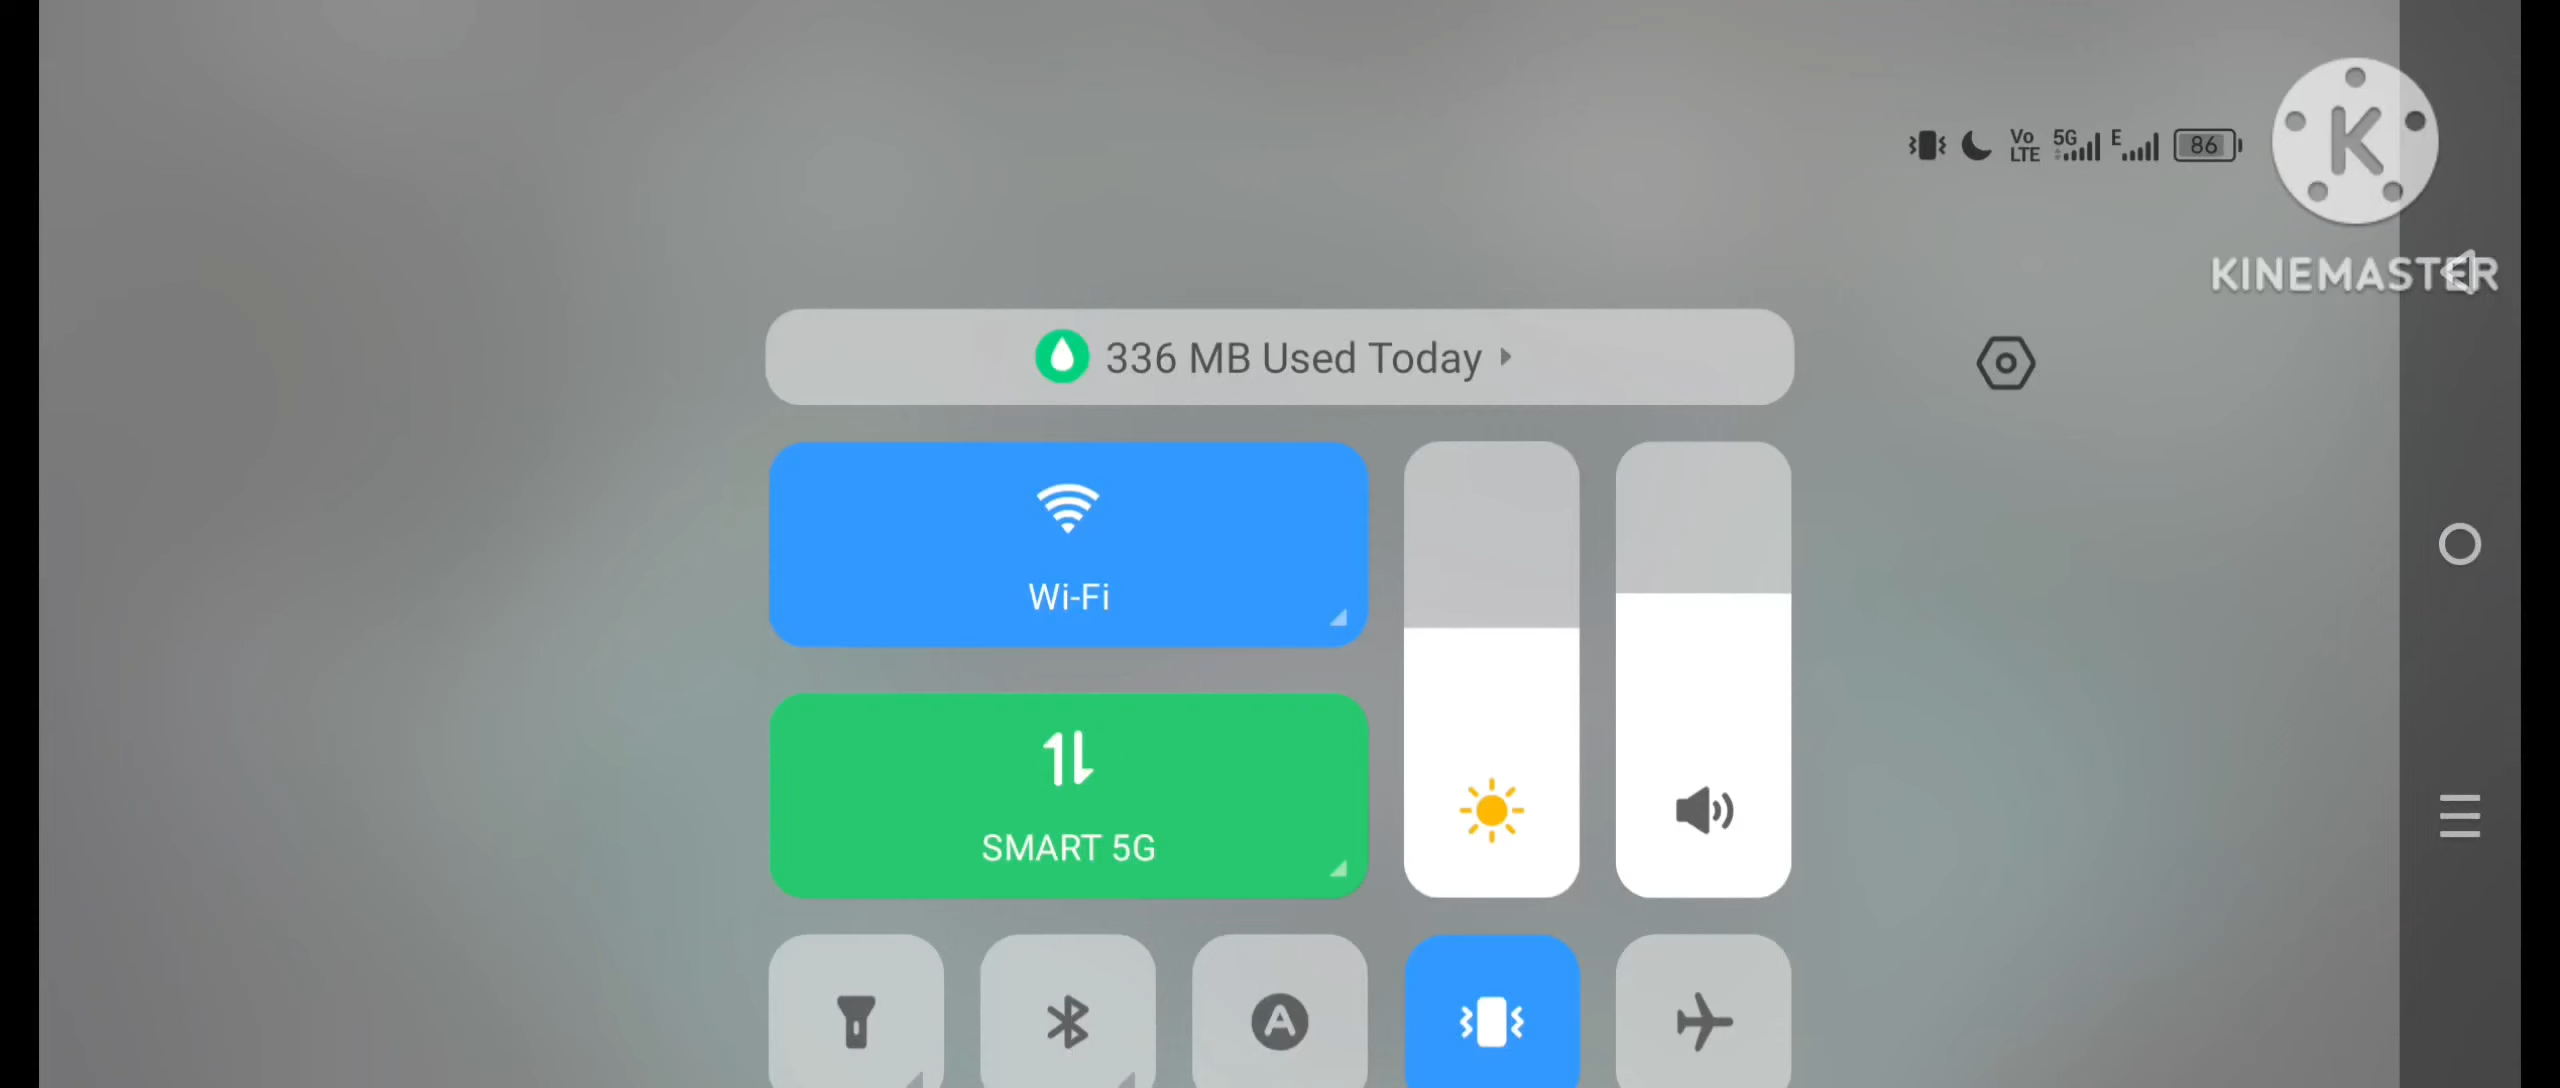 Vo
LTE
5G
E
86
K
KINEMASTER
336 MB Used Today
Wi-Fi
SMART 5G
A